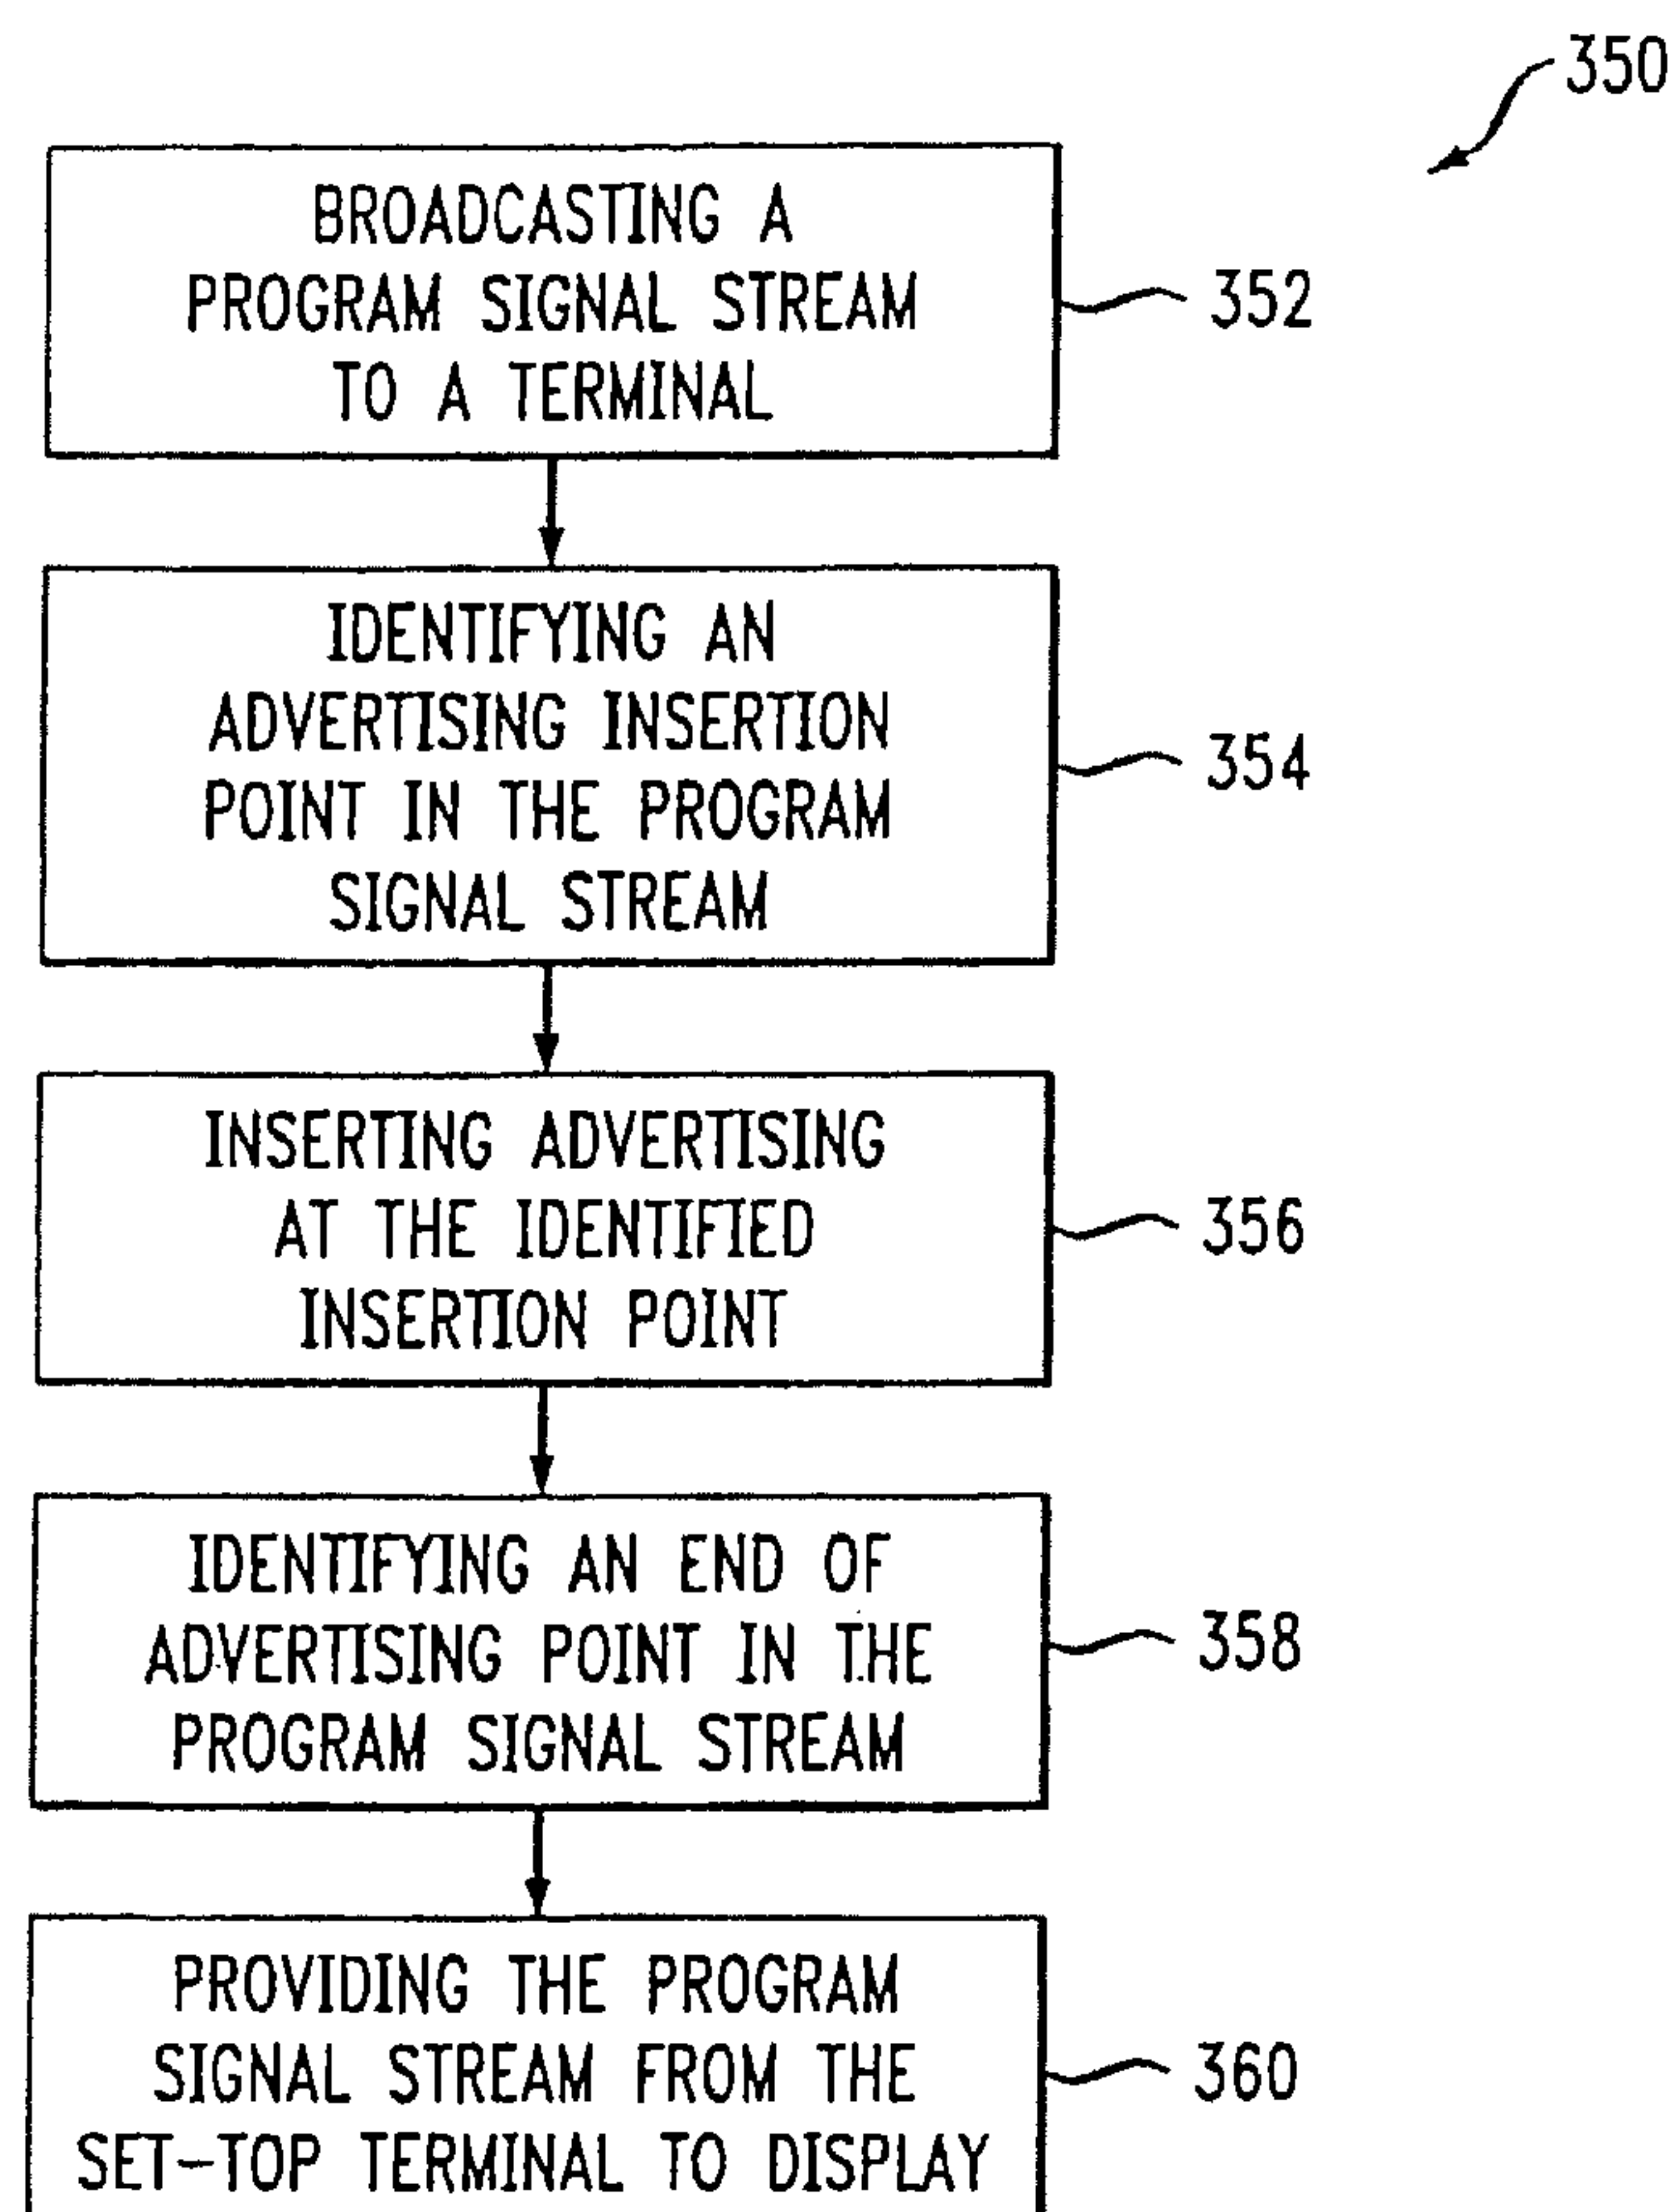 350
BROADCASTING A
PROGRAM SIGNAL STREAM
TO A TERMINAL
352
IDENTIFYING AN
ADVERTISING INSERTION
POINT IN THE PROGRAM
SIGNAL STREAM
354
INSERTING ADVERTISING
AT THE IDENTIFIED
INSERTION POINT
356
IDENTIFYING AN END OF
ADVERTISING POINT IN THE
PROGRAM SIGNAL STREAM
358
PROVIDING THE PROGRAM
SIGNAL STREAM FROM THE
SET-TOP TERMINAL TO DISPLAY
360